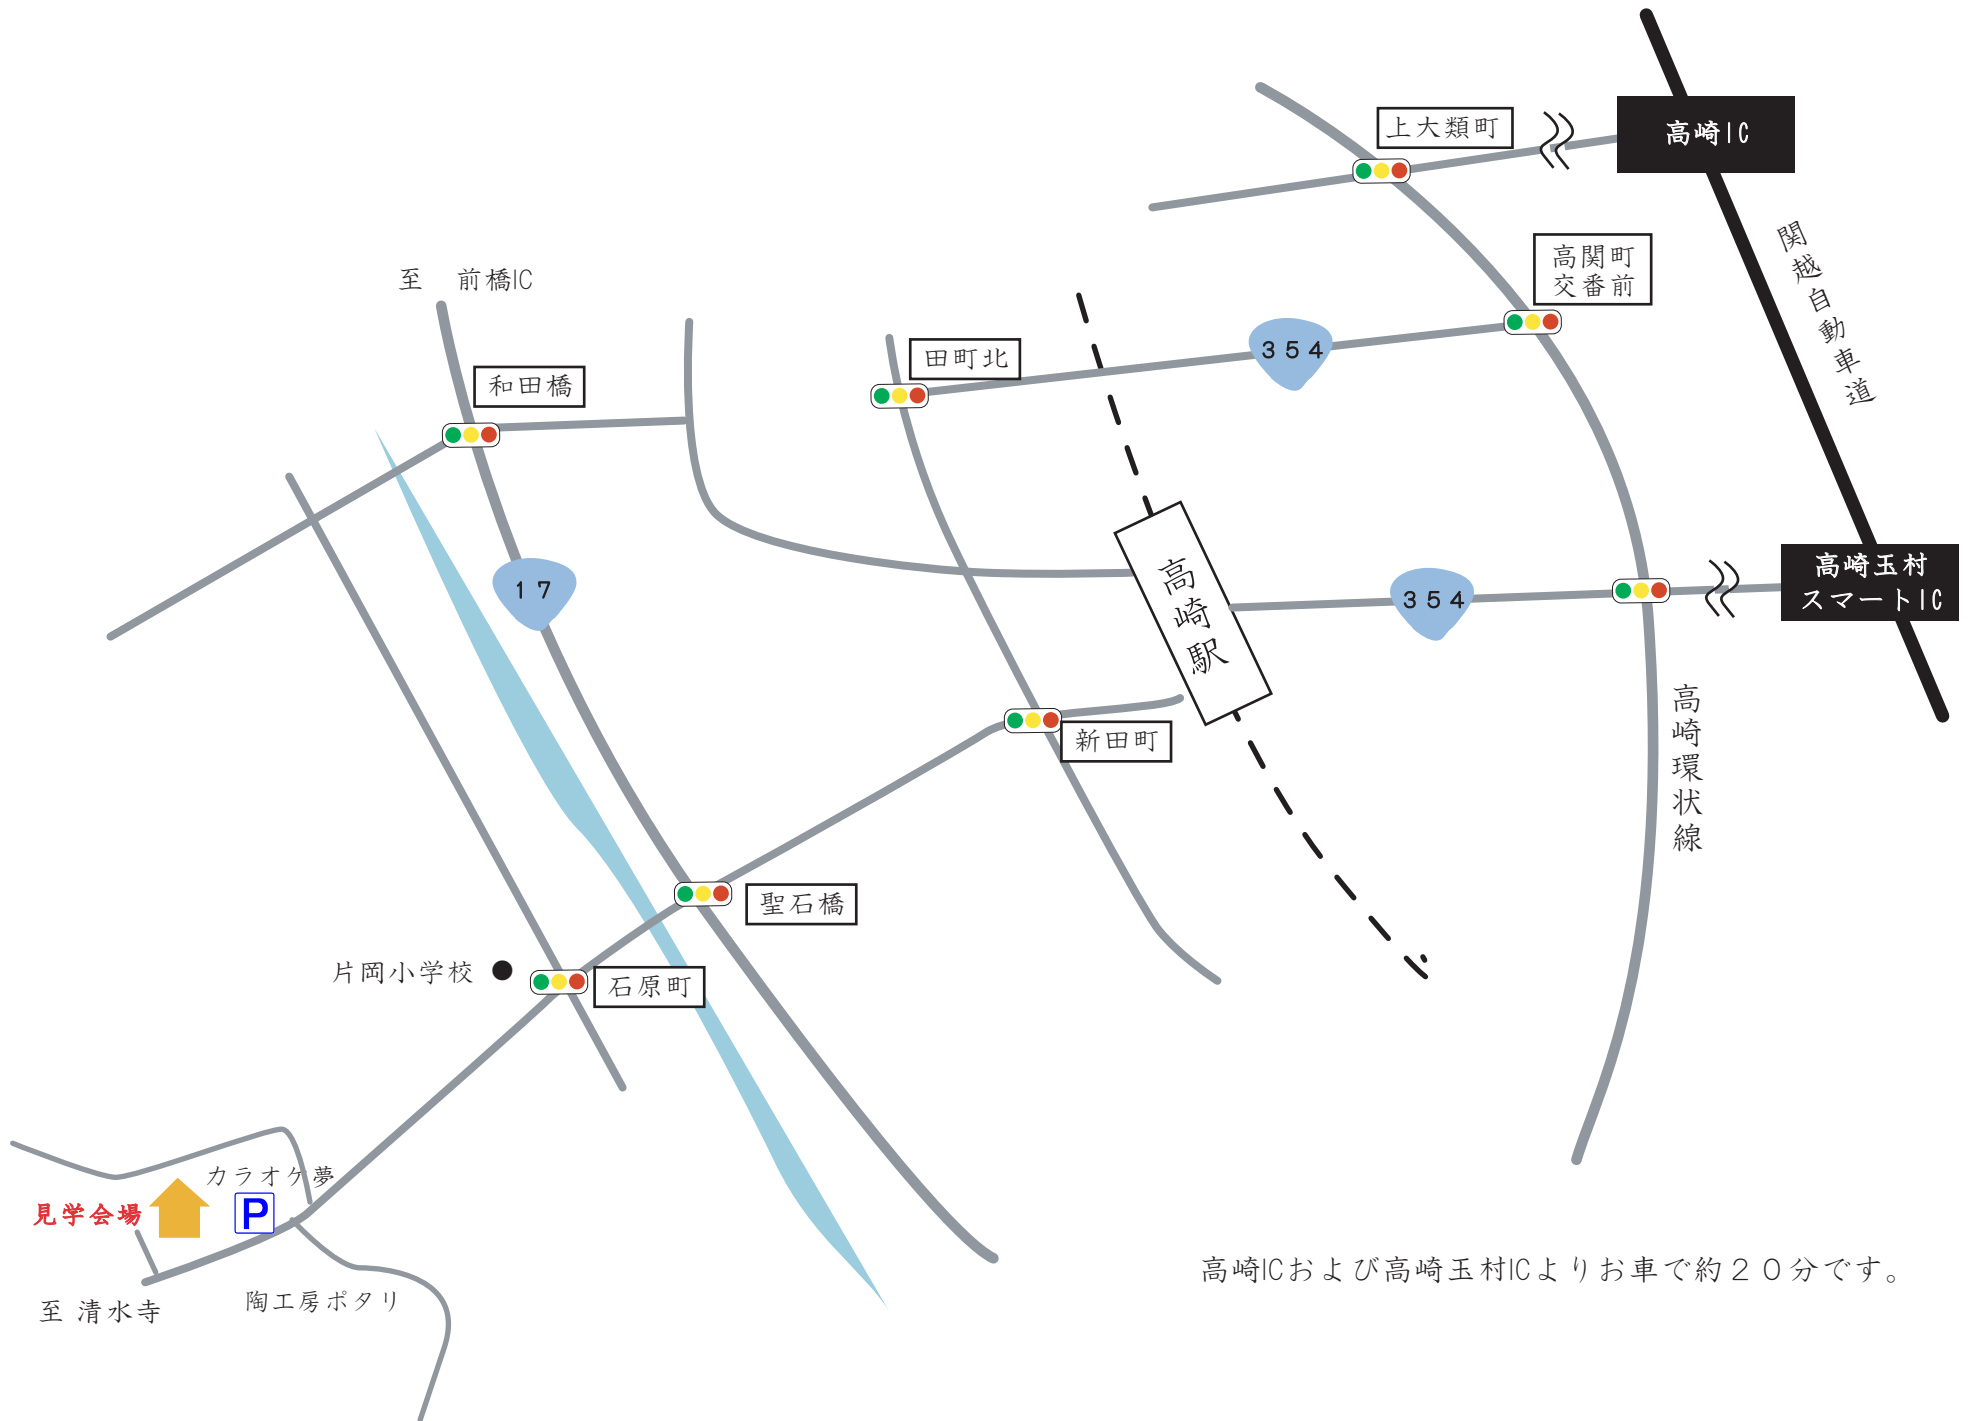 上大類町
高崎IC
関越自動車道
高関町
交番前
至 前橋IC
354
田町北
和田橋
17
高崎駅
354
高崎玉村
スマートIC
高崎環状線
新田町
聖石橋
片岡小学校
石原町
カラオケ夢
見学会場
P
高崎ICおよび高崎玉村ICよりお車で約２０分です。
至 清水寺
陶工房ポタリ